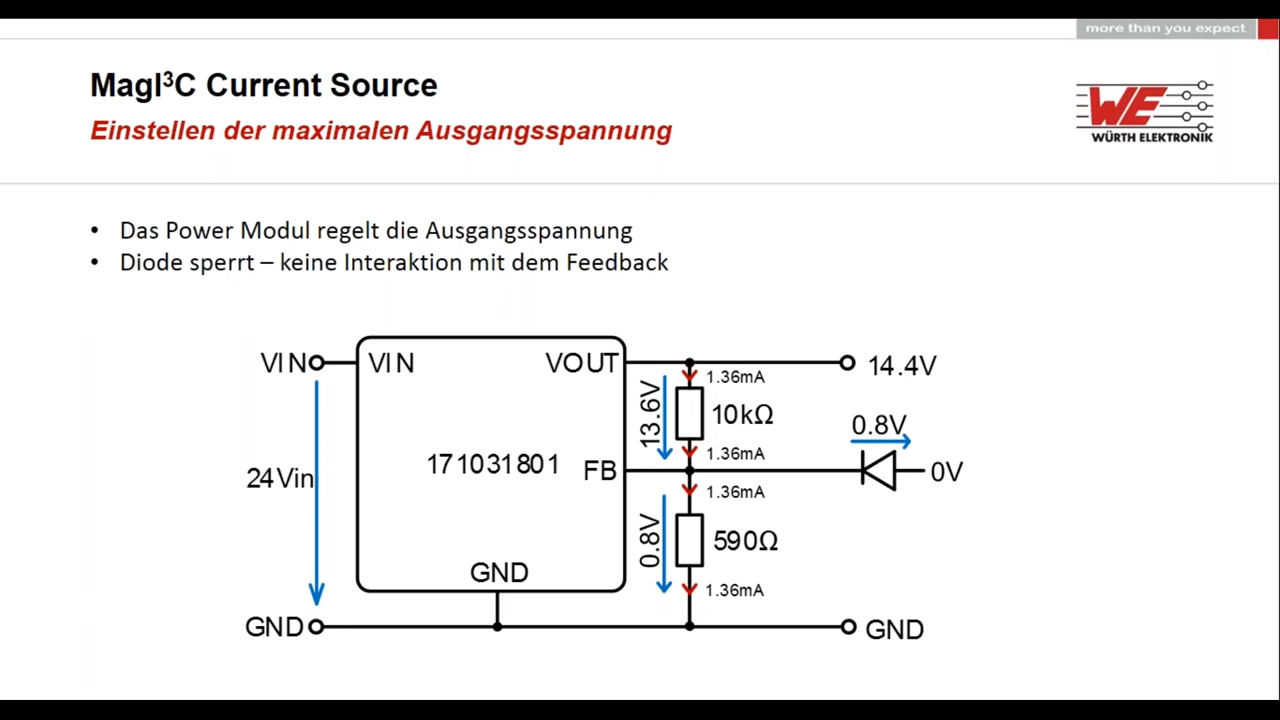 more than you expect
MagI³C Current Source
Einstellen der maximalen Ausgangsspannung
WE
WÜRTH ELEKTRONIK
• Das Power Modul regelt die Ausgangsspannung
• Diode sperrt – keine Interaktion mit dem Feedback
VIN
VIN
VOUT
14.4V
1.36mA
13.6V
10kΩ
0.8V
1.36mA
24Vin
171031801
FB
0V
1.36mA
0.8V
590Ω
GND
1.36mA
GND
GND